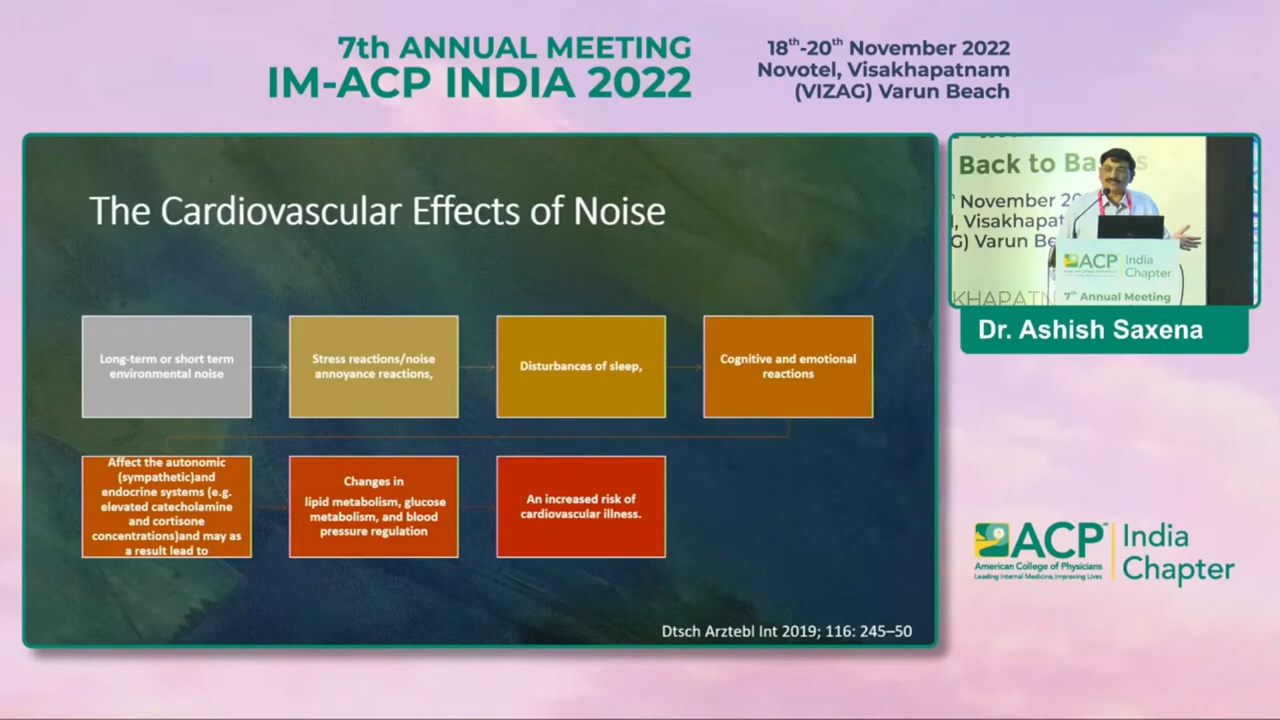 7th ANNUAL MEETING
IM-ACP INDIA 2022
18th-20th November 2022
Novotel, Visakhapatnam
(VIZAG) Varun Beach
The Cardiovascular Effects of Noise
Long-term or short term
environmental noise
Stress reactions/noise
annoyance reactions,
Disturbances of sleep,
Cognitive and emotional
reactions
Affect the autonomic
(sympathetic)and
endocrine systems (e.g.
elevated catecholamine
and cortisone
concentrations)and may as
a result lead to
Changes in
lipid metabolism, glucose
metabolism, and blood
pressure regulation
An increased risk of
cardiovascular illness.
Dtsch Arztebl Int 2019; 116: 245–50
Back to Ba s
November 20
, Visakhapat
G) Varun Be
ACP India
Chapter
KHAPATN
7th Annual Meeting
Dr. Ashish Saxena
ACP
American College of Physicians
Leading Internal Medicine, Improving Lives
India
Chapter